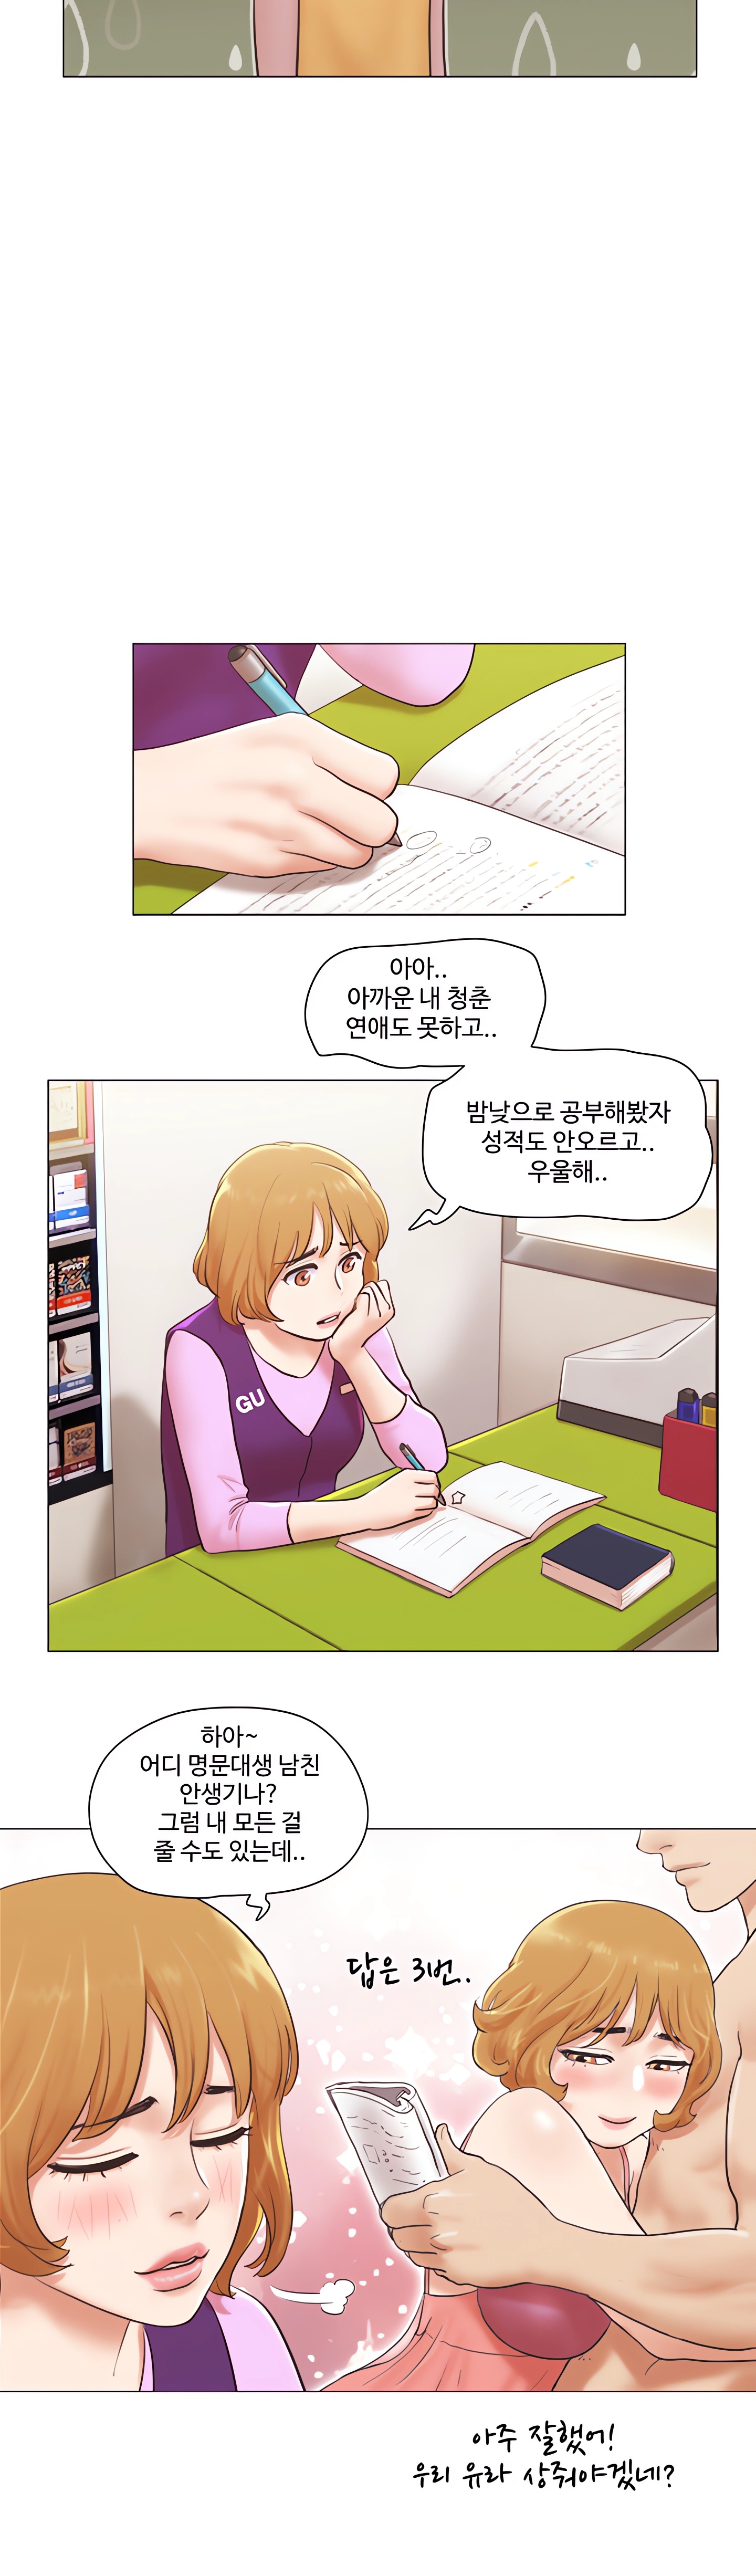 아아..
아까운 내 청춘
연애도 못하고..
밤낮으로 공부해봤자
성적도 안오르고..
우울해..
GU
하아~
어디 명문대생 남친
안생기나?
그럼 내 모든 걸
줄 수도 있는데..
답은 3번..
아주 잘했어!
우리 유라 상줘야겠네?